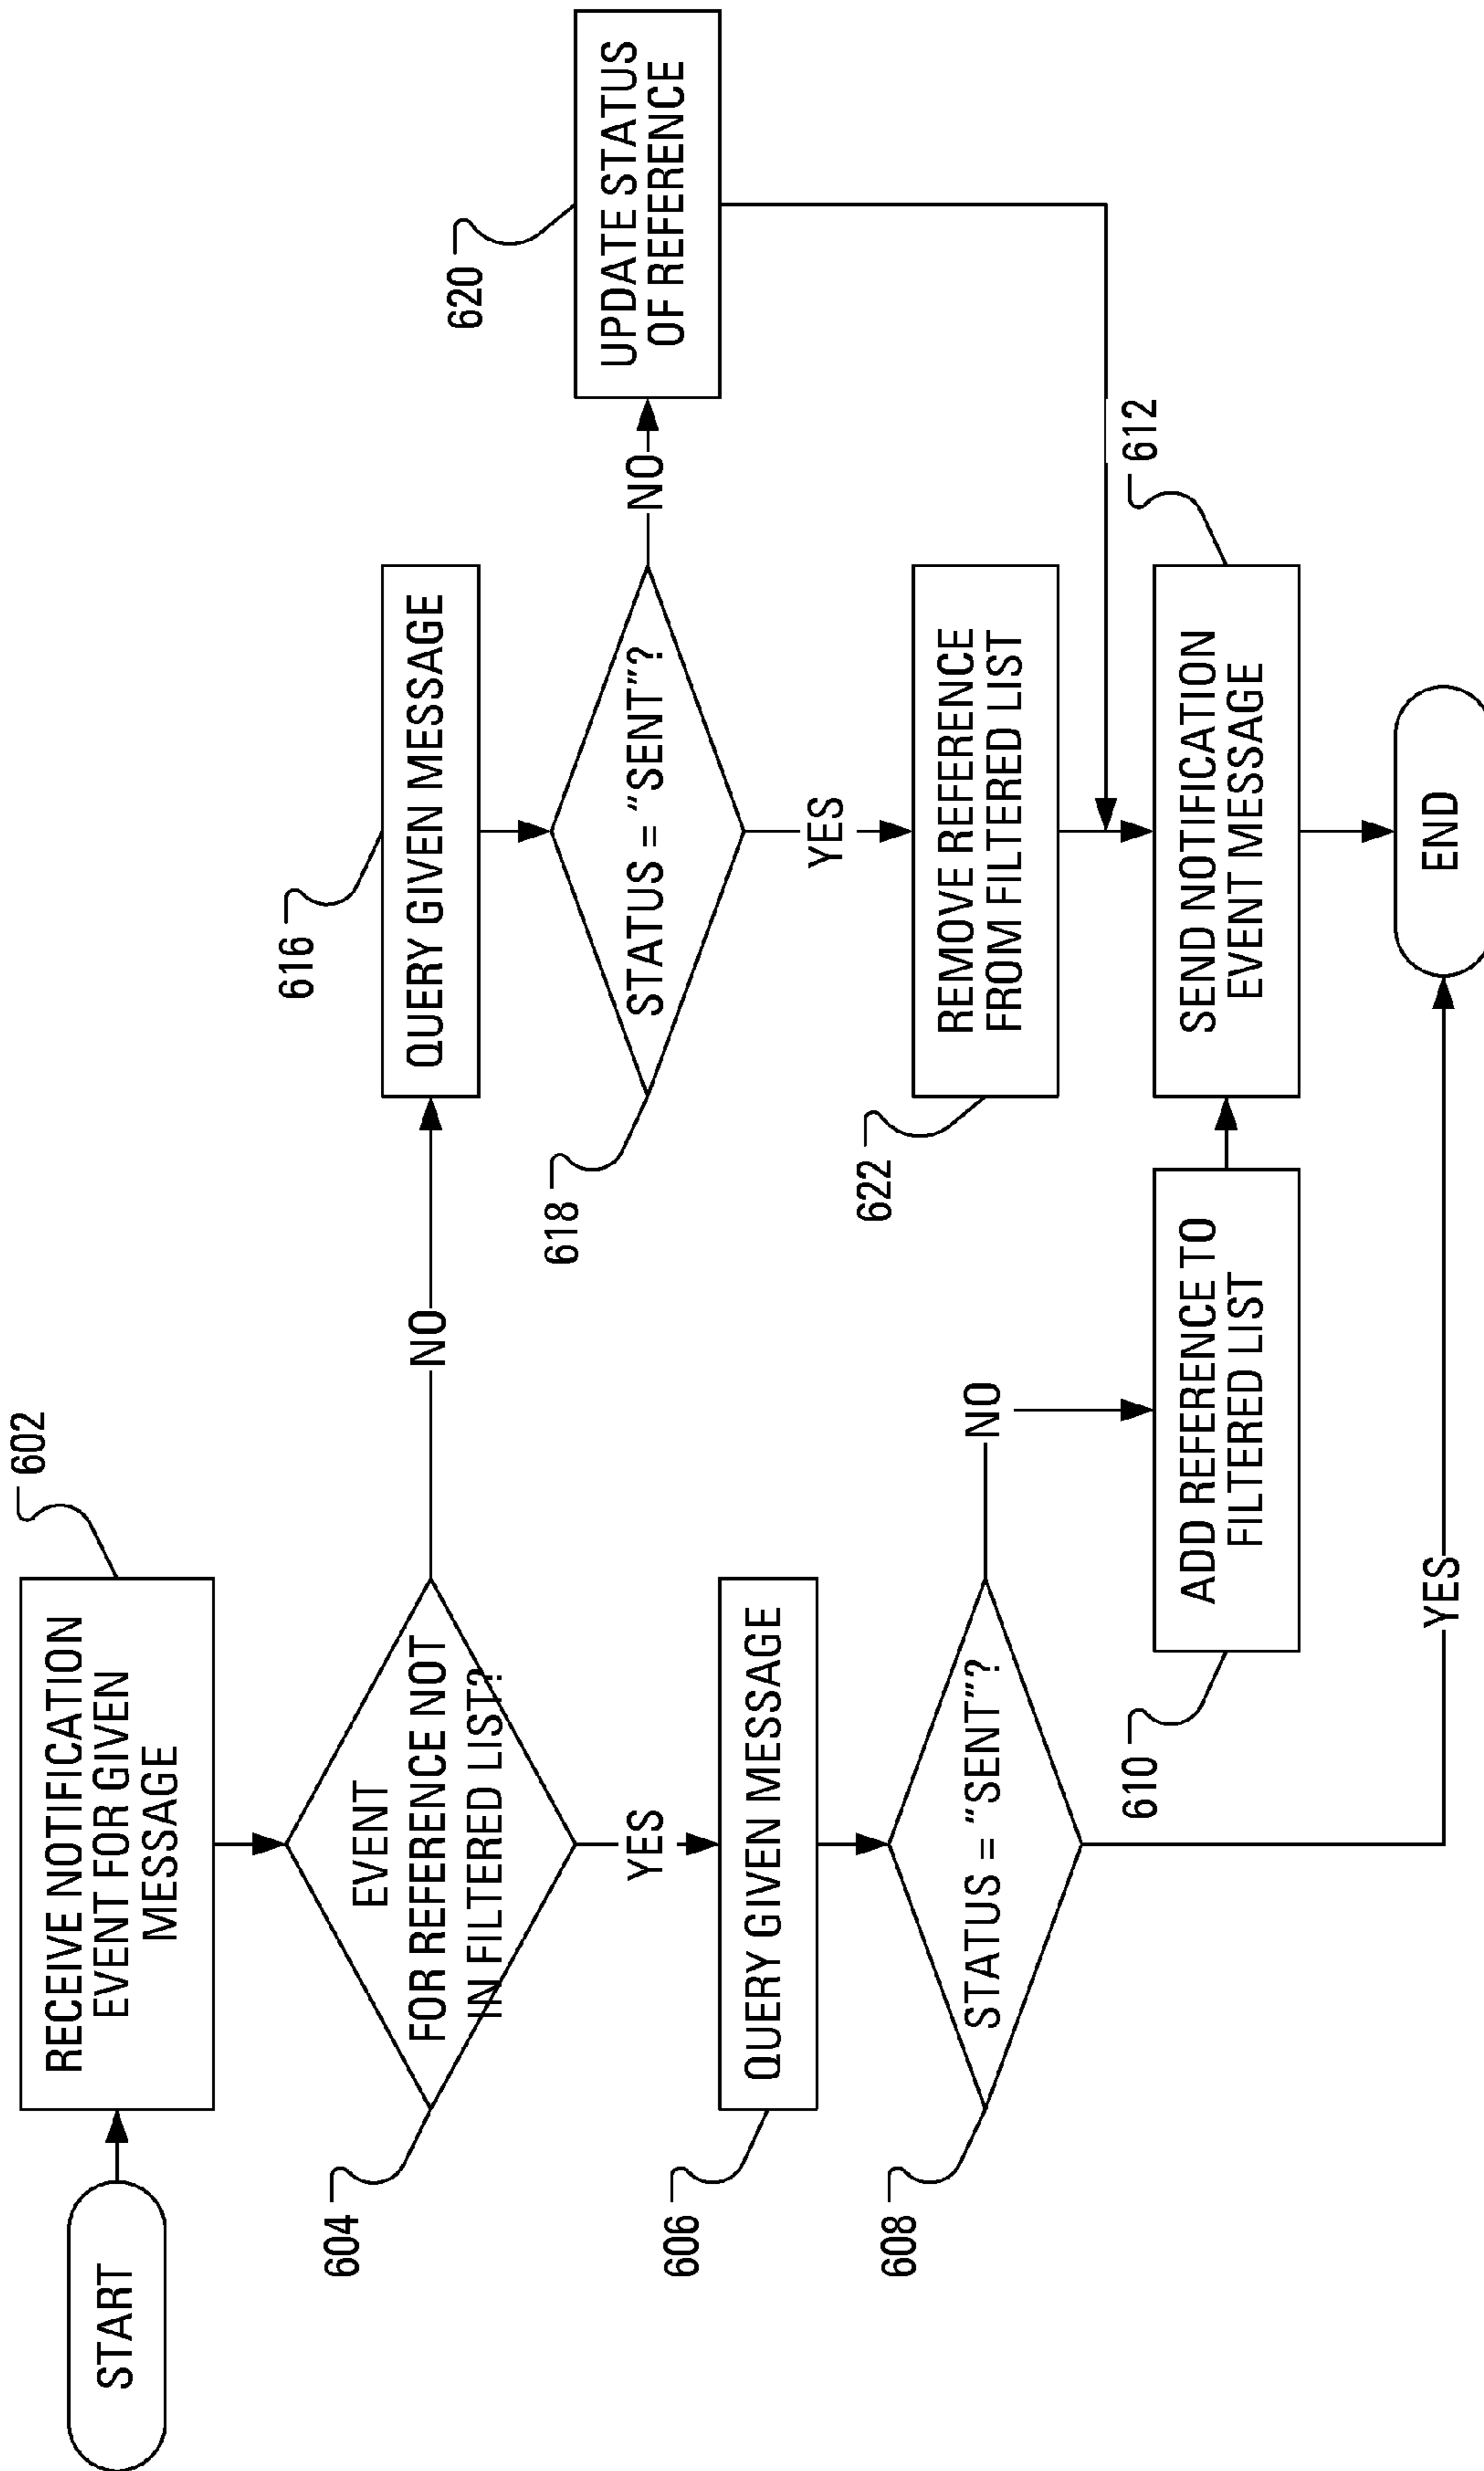 START
RECEIVE NOTIFICATION
EVENT FOR GIVEN
MESSAGE
602
EVENT
FOR REFERENCE NOT
IN FILTERED LIST?
604
NO
YES
QUERY GIVEN MESSAGE
606
STATUS = "SENT"?
608
NO
YES
ADD REFERENCE TO
FILTERED LIST
610
QUERY GIVEN MESSAGE
616
STATUS = "SENT"?
618
NO
YES
UPDATE STATUS
OF REFERENCE
620
REMOVE REFERENCE
FROM FILTERED LIST
622
SEND NOTIFICATION
EVENT MESSAGE
612
END